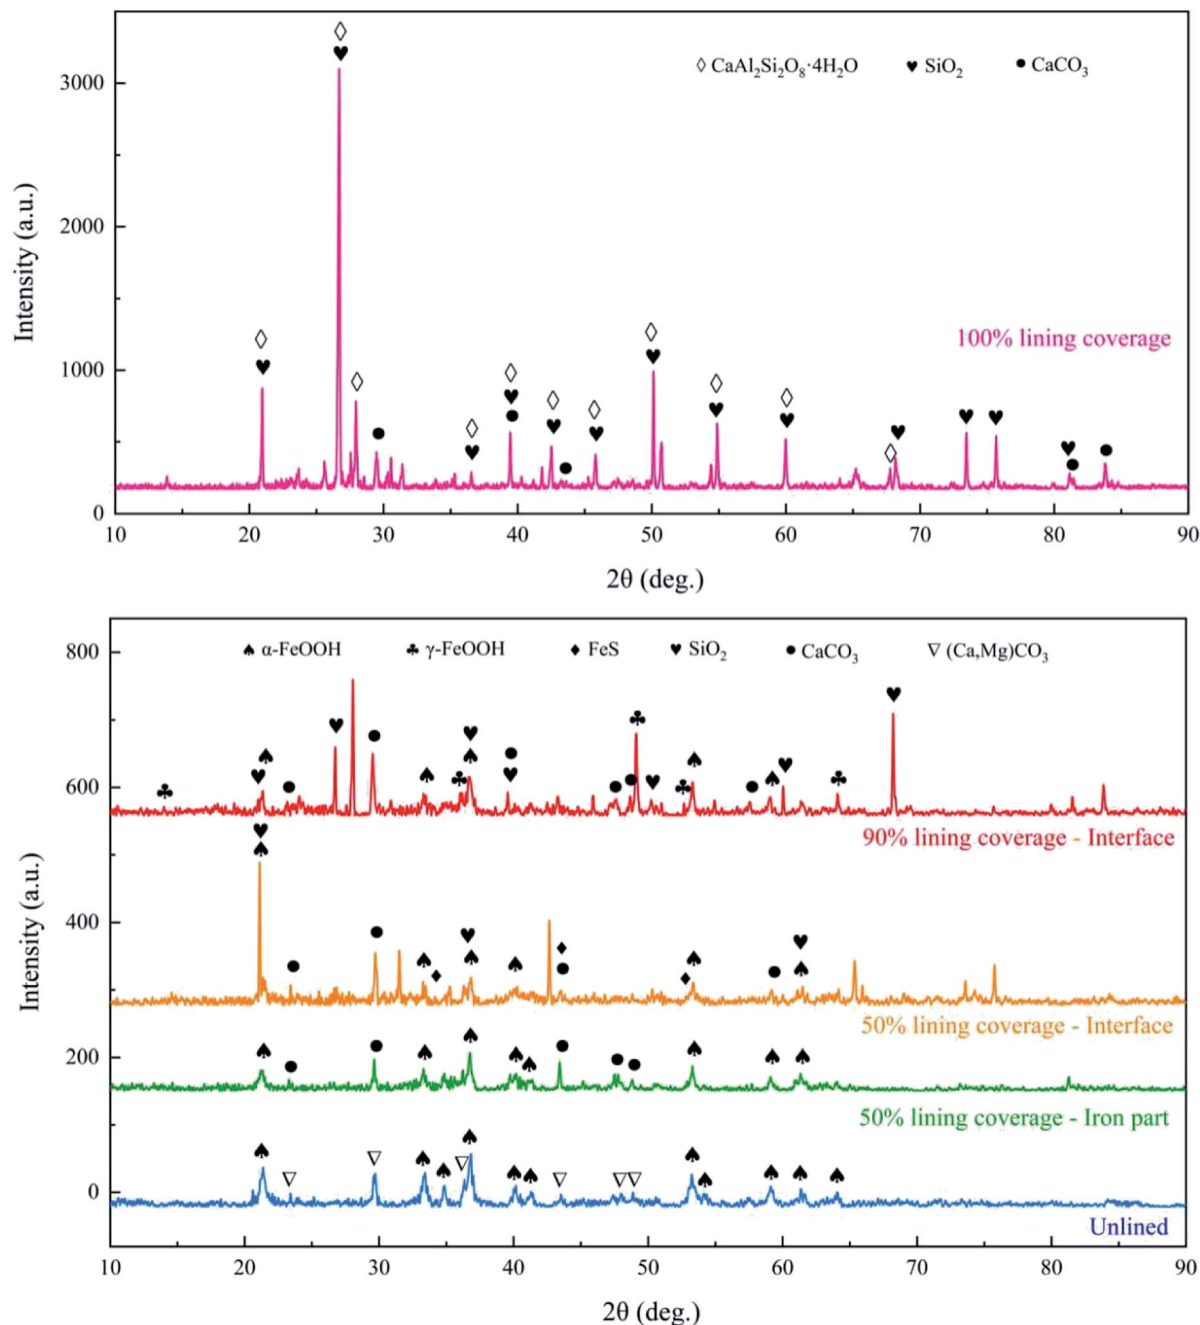 ◊ CaAl₂Si₂O₈·4H₂O ♥ SiO₂ ● CaCO₃
3000
2000
1000
0
Intensity (a.u.)
100% lining coverage
10 20 30 40 50 60 70 80 90
2θ (deg.)
♠ α-FeOOH ♣ γ-FeOOH ♦ FeS ♥ SiO₂ ● CaCO₃ ▽ (Ca,Mg)CO₃
800
600
400
200
0
Intensity (a.u.)
90% lining coverage - Interface
50% lining coverage - Interface
50% lining coverage - Iron part
Unlined
10 20 30 40 50 60 70 80 90
2θ (deg.)